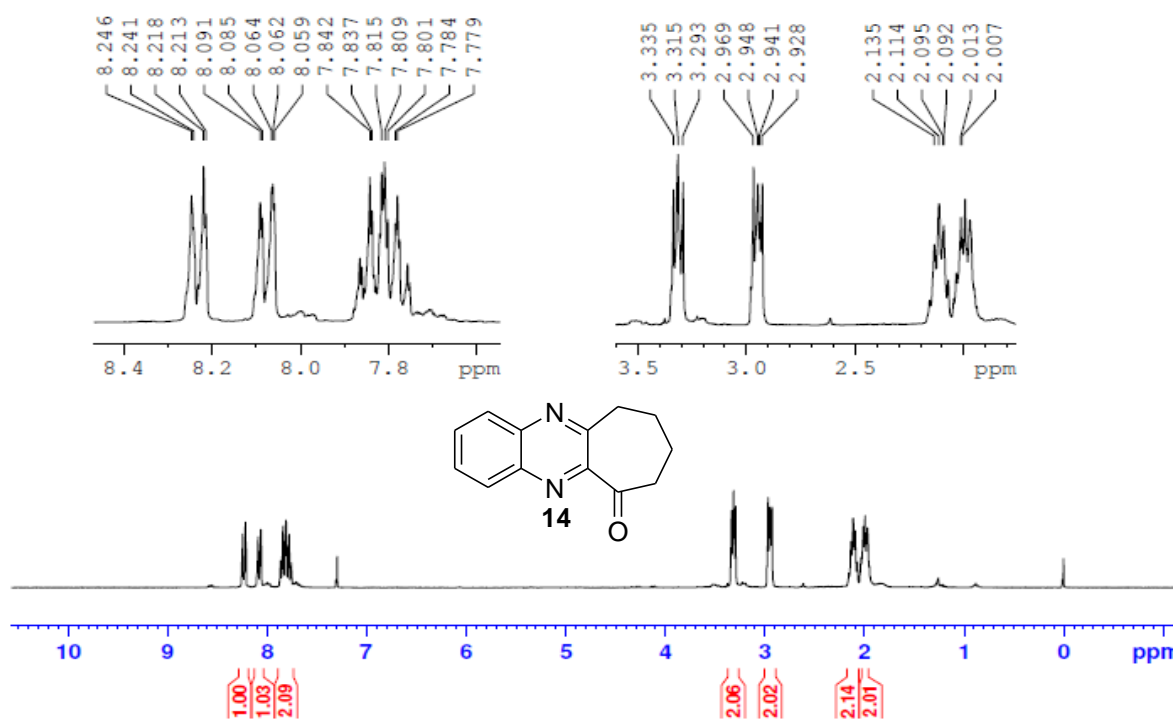 8.246 8.241 8.218 8.213 8.091 8.085 8.064 8.062 8.059 7.842 7.837 7.815 7.809 7.801 7.784 7.779
3.335 3.315 3.293 2.969 2.948 2.941 2.928 2.135 2.114 2.095 2.092 2.013 2.007
8.4 8.2 8.0 7.8 ppm
3.5 3.0 2.5 ppm
N
N
14
O
10 9 8 7 6 5 4 3 2 1 0 ppm
1.00 1.03 2.09 2.06 2.02 2.14 2.01